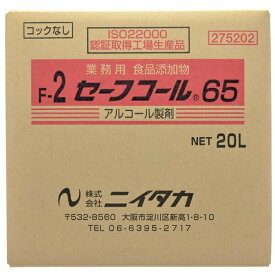 コックなし
ISO22000
認証取得工場生産品
275202
業務用 食品添加物
F-2 セーフコール®65
アルコール製剤
NET 20L
株式会社 ニイタカ
〒532-8560 大阪市淀川区新高1-8-10
TEL 06-6395-2717